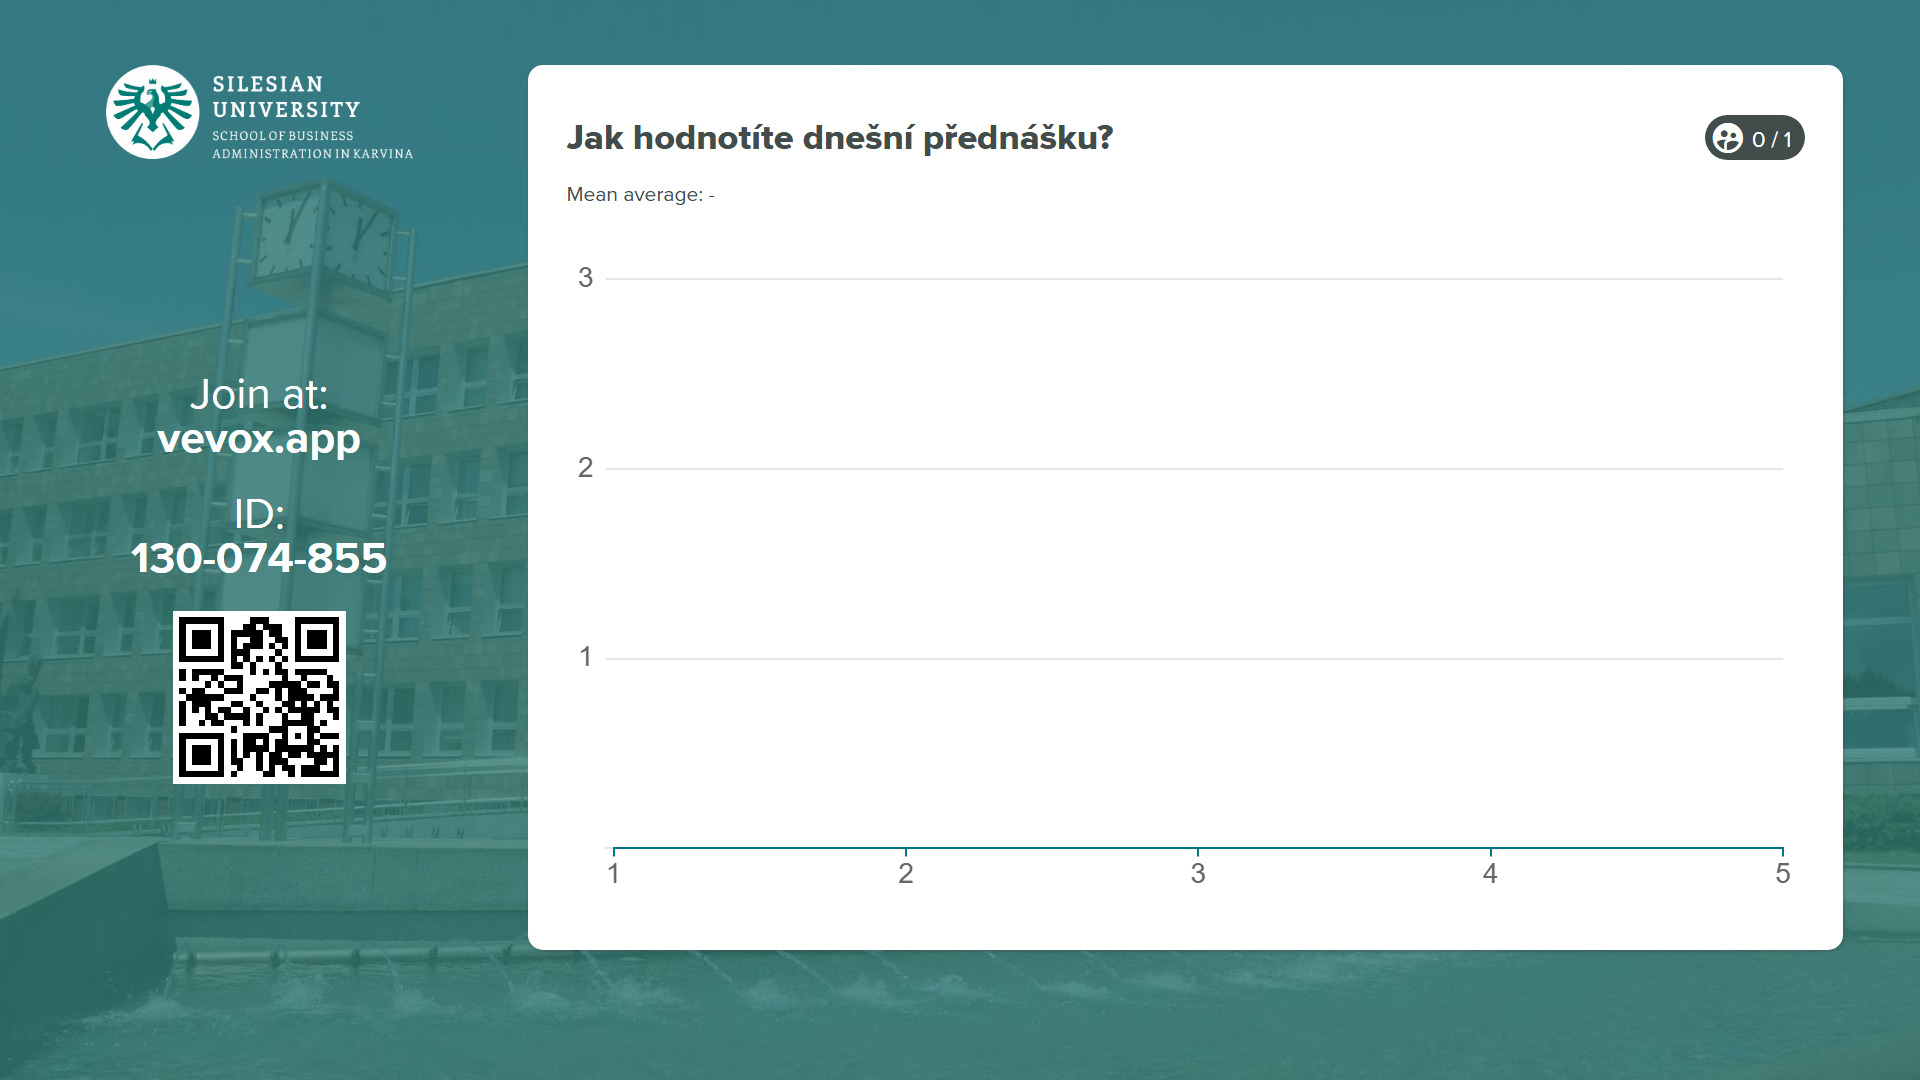 SILESIAN
UNIVERSITY
SCHOOL OF BUSINESS
ADMINISTRATION IN KARVINA
Join at:
vevox.app
ID:
130-074-855
Jak hodnotíte dnešní přednášku?
0 / 1
Mean average: -
3
2
1
1 2 3 4 5